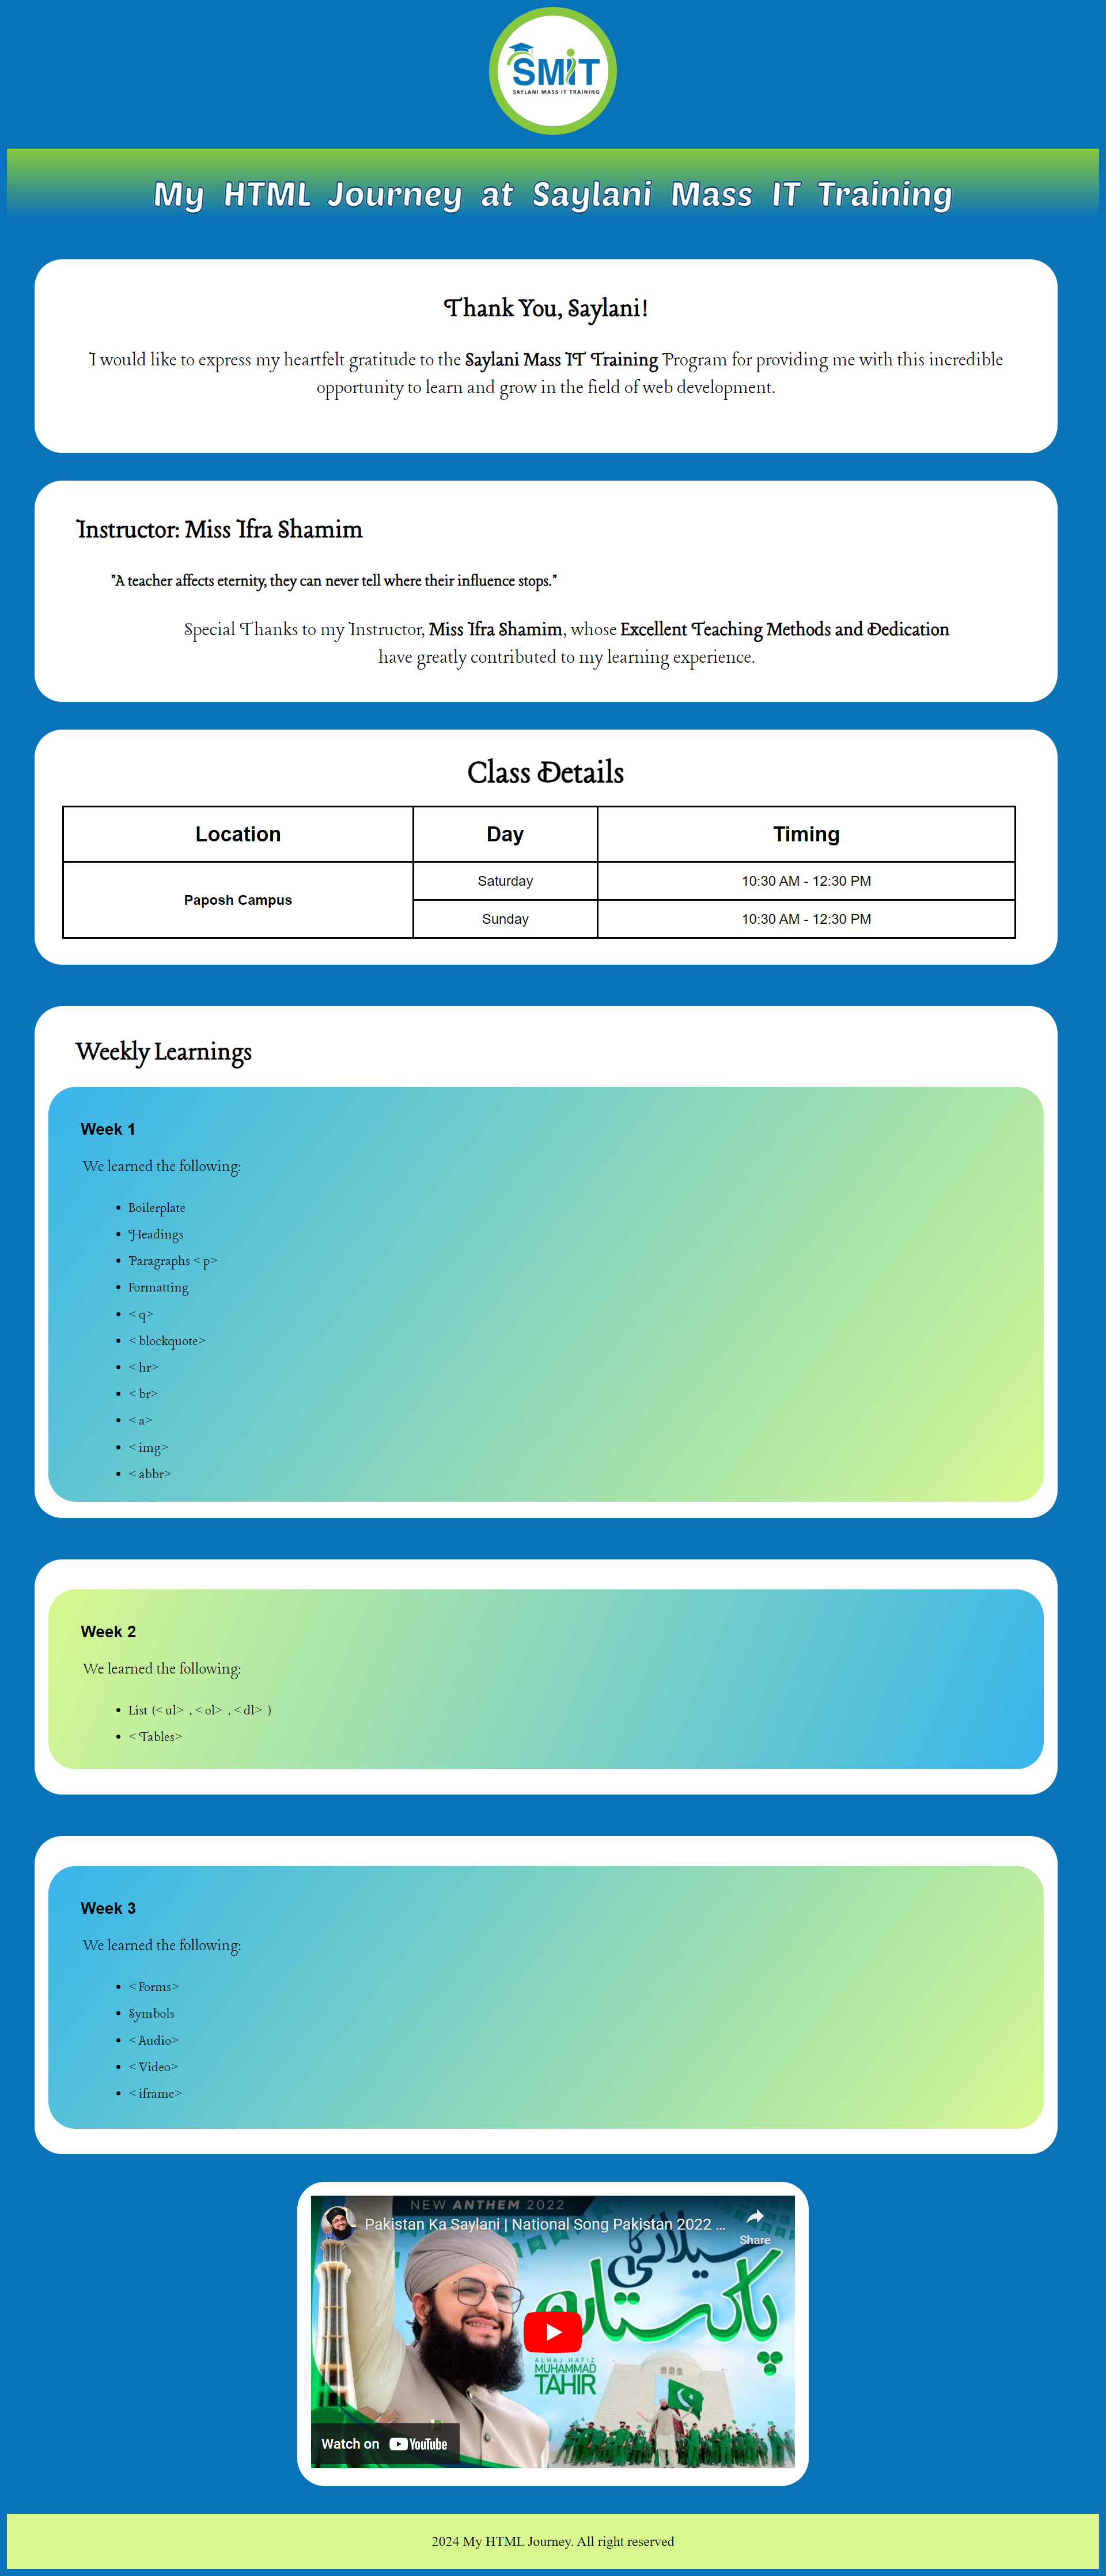 SMiT
SAYLANI MASS IT TRAINING
My HTML Journey at Saylani Mass IT Training
Thank You, Saylani!
I would like to express my heartfelt gratitude to the Saylani Mass IT Training Program for providing me with this incredible
opportunity to learn and grow in the field of web development.
Instructor: Miss Ifra Shamim
"A teacher affects eternity, they can never tell where their influence stops."
Special Thanks to my Instructor, Miss Ifra Shamim, whose Excellent Teaching Methods and Dedication
have greatly contributed to my learning experience.
Class Details
Location Day Timing
Paposh Campus
Saturday 10:30 AM - 12:30 PM
Sunday 10:30 AM - 12:30 PM
Weekly Learnings
Week 1
We learned the following:
• Boilerplate
• Headings
• Paragraphs < p>
• Formatting
• < q>
• < blockquote>
• < hr>
• < br>
• < a>
• < img>
• < abbr>
Week 2
We learned the following:
• List (< ul> , < ol> , < dl> )
• < Tables>
Week 3
We learned the following:
• < Forms>
• Symbols
• < Audio>
• < Video>
• < iframe>
NEW ANTHEM 2022
Pakistan Ka Saylani | National Song Pakistan 2022 ...
Share
سیلانی کا
پاکستان
ALHAJ HAFIZ
MUHAMMAD
TAHIR
Watch on YouTube
2024 My HTML Journey. All right reserved